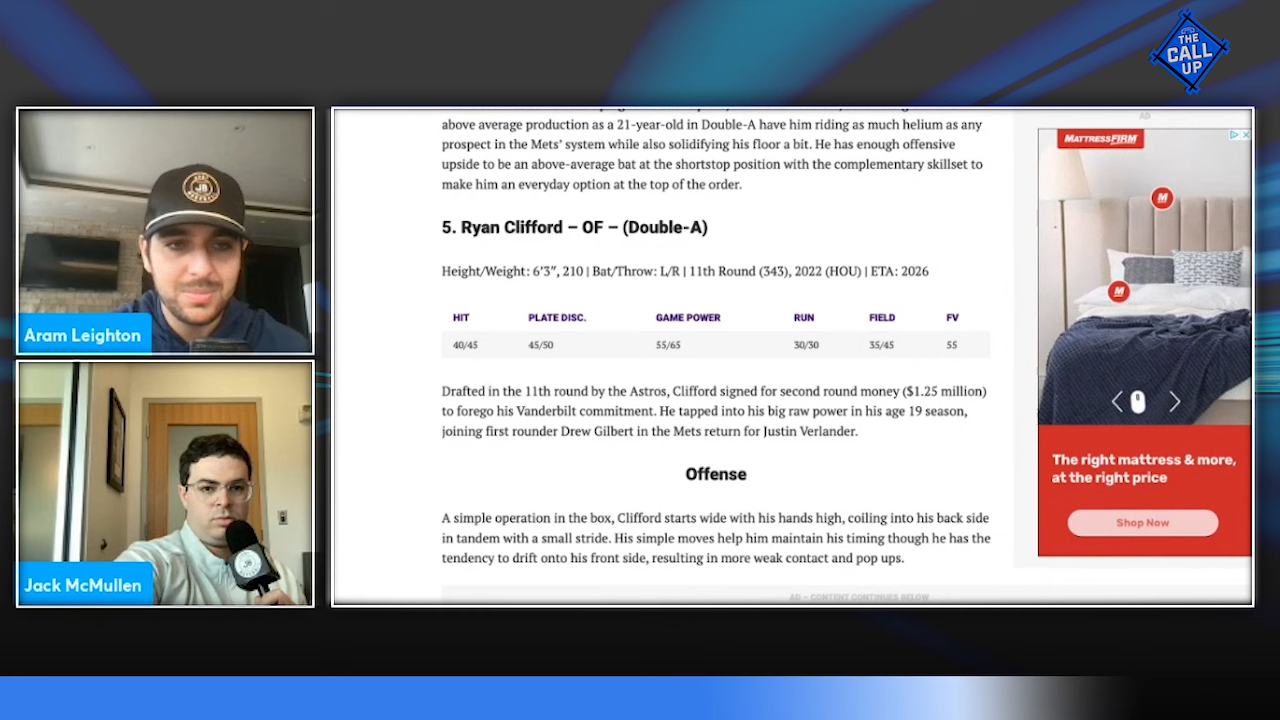 THE
CALL
UP
AD
above average production as a 21-year-old in Double-A have him riding as much helium as any
prospect in the Mets' system while also solidifying his floor a bit. He has enough offensive
upside to be an above-average bat at the shortstop position with the complementary skillset to
make him an everyday option at the top of the order.
5. Ryan Clifford – OF – (Double-A)
Height/Weight: 6'3″, 210 | Bat/Throw: L/R | 11th Round (343), 2022 (HOU) | ETA: 2026
HIT PLATE DISC. GAME POWER RUN FIELD FV
40/45 45/50 55/65 30/30 35/45 55
Drafted in the 11th round by the Astros, Clifford signed for second round money ($1.25 million)
to forego his Vanderbilt commitment. He tapped into his big raw power in his age 19 season,
joining first rounder Drew Gilbert in the Mets return for Justin Verlander.
Offense
A simple operation in the box, Clifford starts wide with his hands high, coiling into his back side
in tandem with a small stride. His simple moves help him maintain his timing though he has the
tendency to drift onto his front side, resulting in more weak contact and pop ups.
AD – CONTENT CONTINUES BELOW
MATTRESSFIRM
M
M
The right mattress & more,
at the right price
Shop Now
JB
Aram Leighton
JB
Jack McMullen